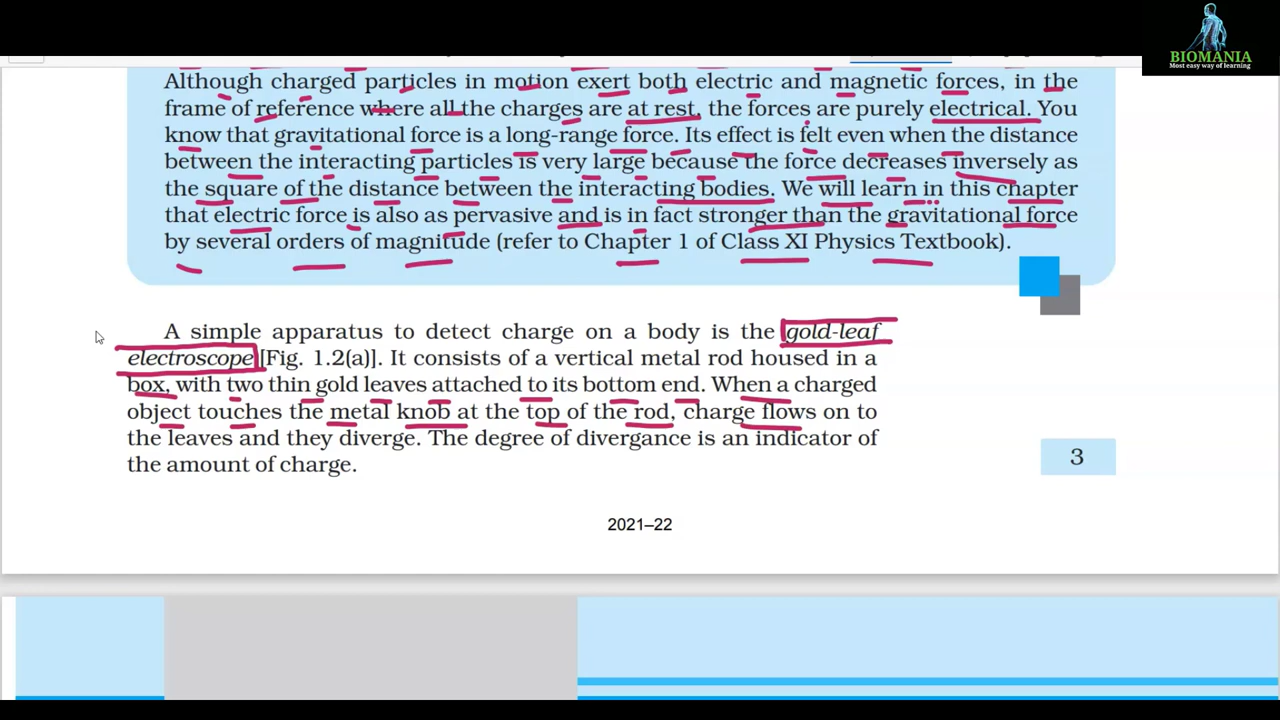 BIOMANIA
Most easy way of learning
Although charged particles in motion exert both electric and magnetic forces, in the
frame of reference where all the charges are at rest, the forces are purely electrical. You
know that gravitational force is a long-range force. Its effect is felt even when the distance
between the interacting particles is very large because the force decreases inversely as
the square of the distance between the interacting bodies. We will learn in this chapter
that electric force is also as pervasive and is in fact stronger than the gravitational force
by several orders of magnitude (refer to Chapter 1 of Class XI Physics Textbook).
A simple apparatus to detect charge on a body is the gold-leaf
electroscope [Fig. 1.2(a)]. It consists of a vertical metal rod housed in a
box, with two thin gold leaves attached to its bottom end. When a charged
object touches the metal knob at the top of the rod, charge flows on to
the leaves and they diverge. The degree of divergance is an indicator of
the amount of charge.
3
2021–22